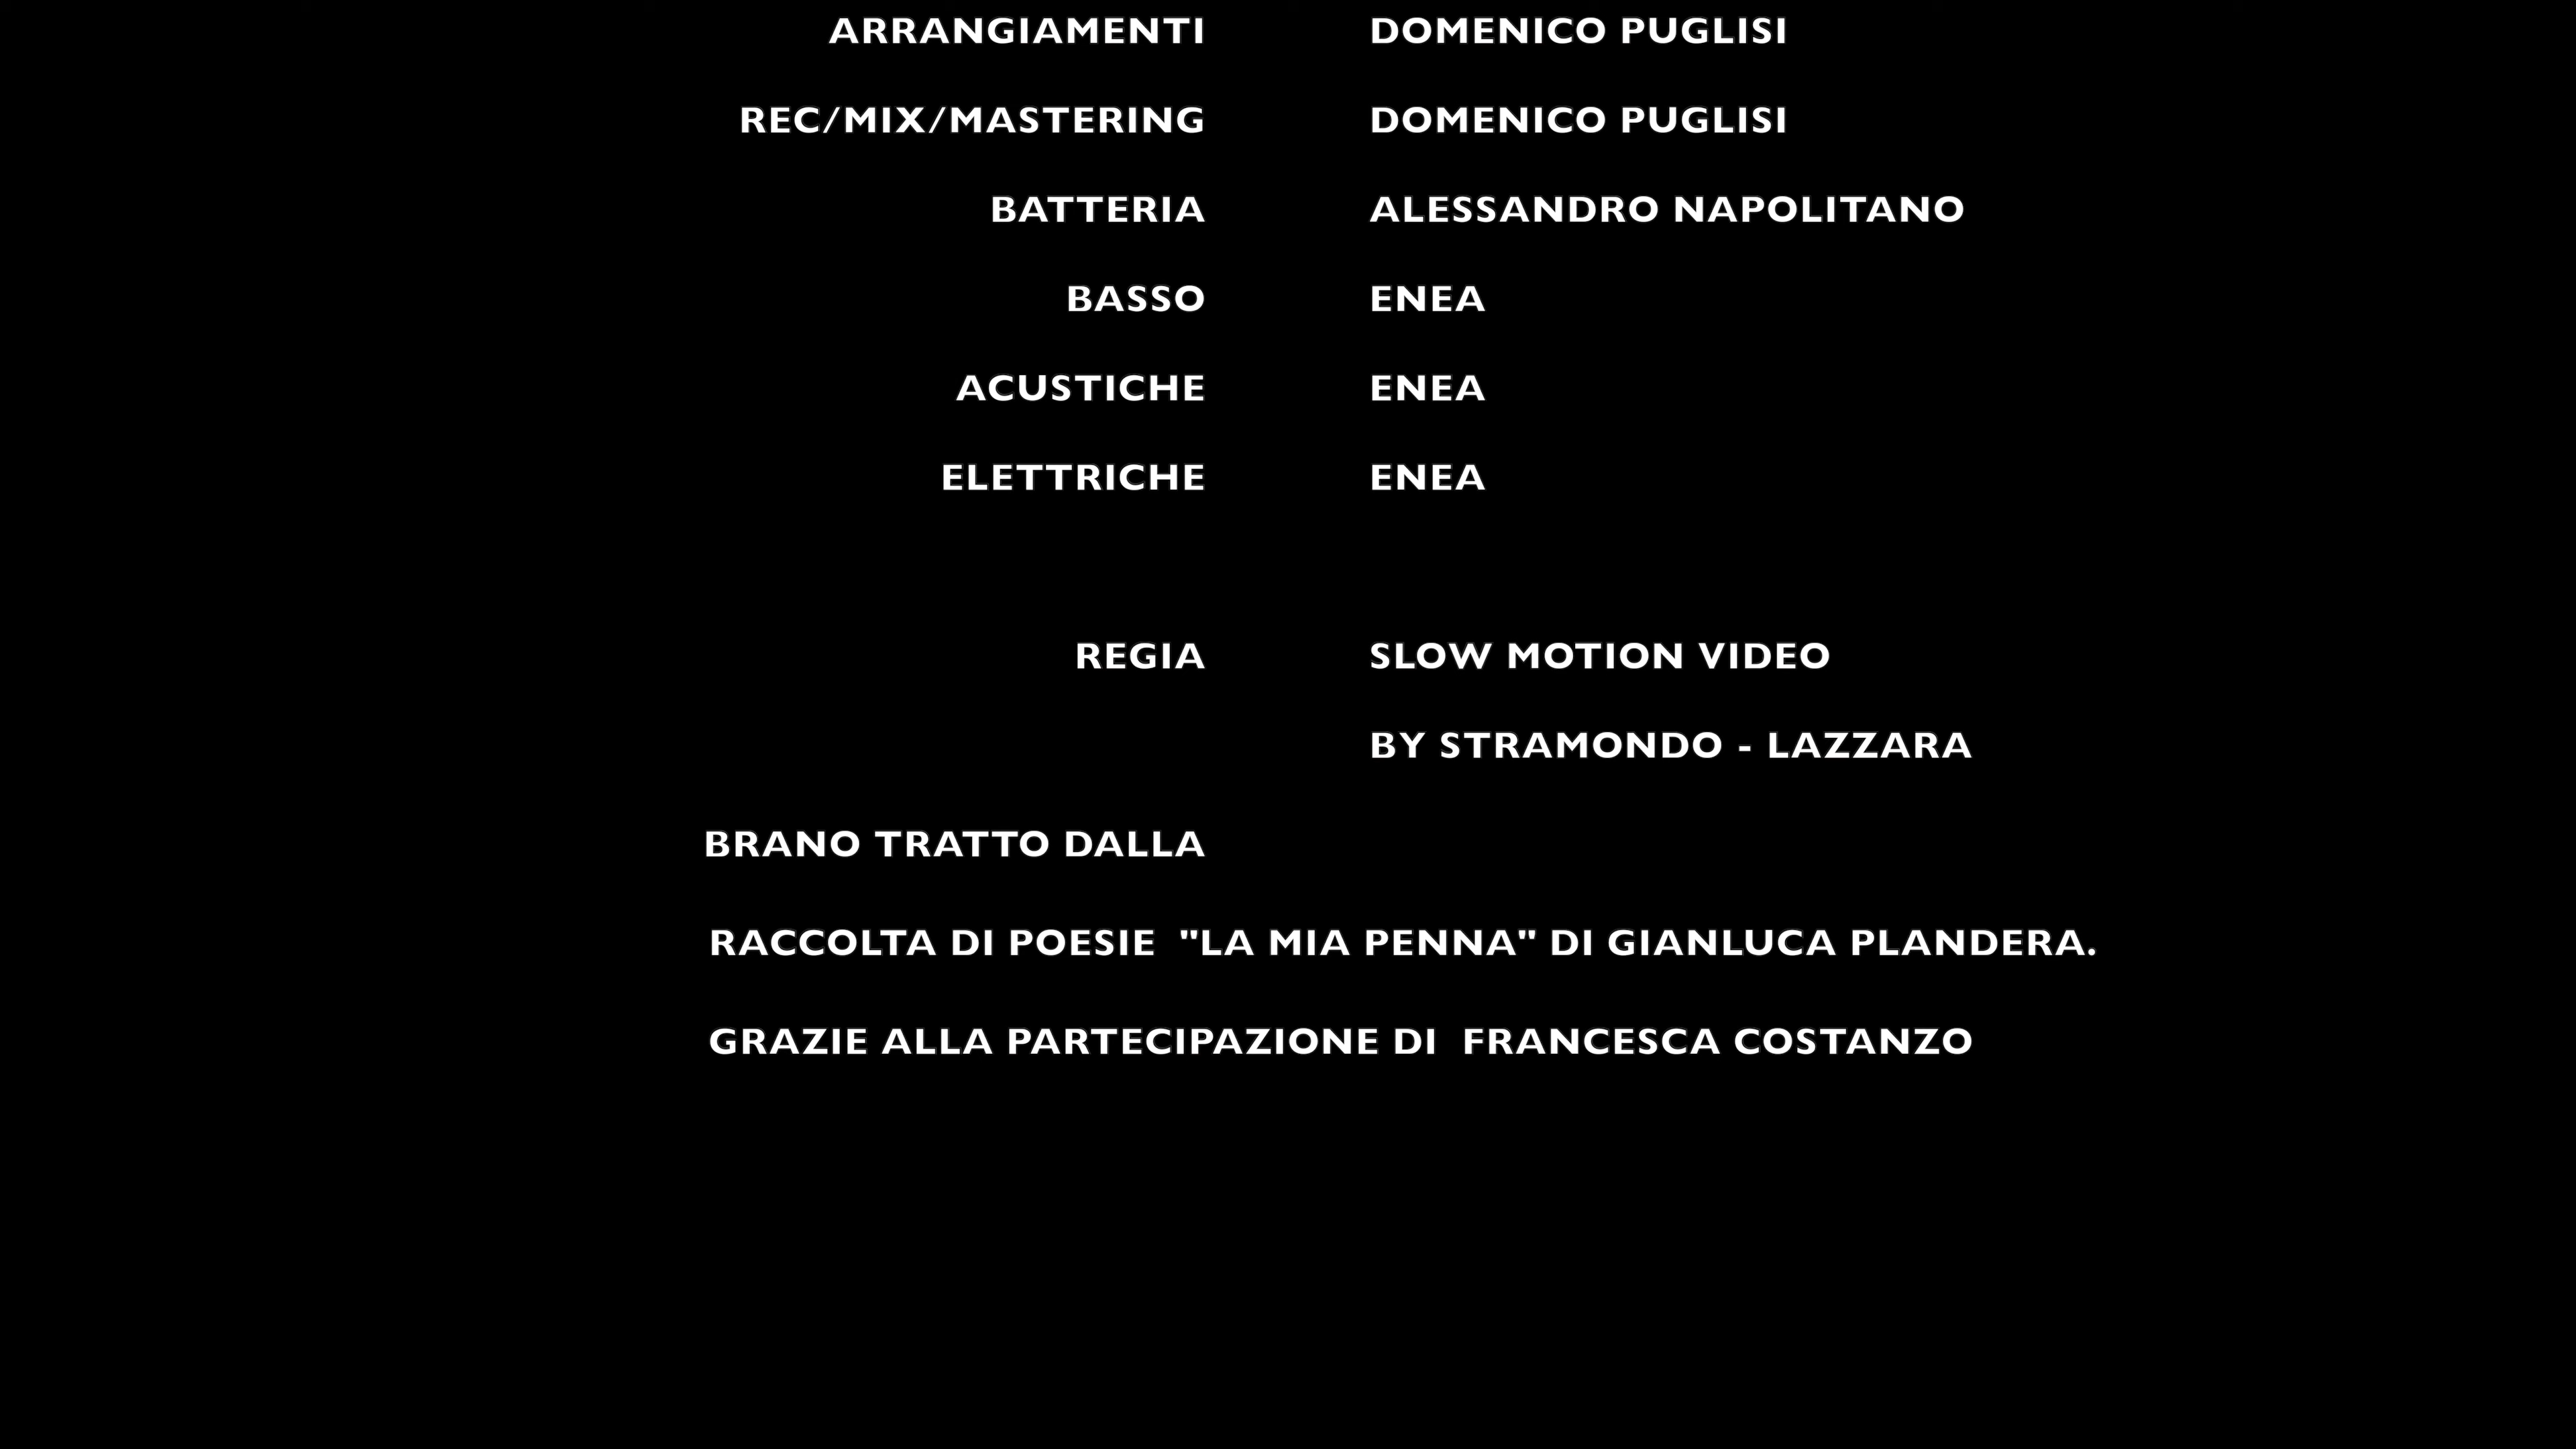 ARRANGIAMENTI DOMENICO PUGLISI
REC/MIX/MASTERING DOMENICO PUGLISI
BATTERIA ALESSANDRO NAPOLITANO
BASSO ENEA
ACUSTICHE ENEA
ELETTRICHE ENEA
REGIA SLOW MOTION VIDEO
BY STRAMONDO - LAZZARA
BRANO TRATTO DALLA
RACCOLTA DI POESIE "LA MIA PENNA" DI GIANLUCA PLANDERA.
GRAZIE ALLA PARTECIPAZIONE DI FRANCESCA COSTANZO